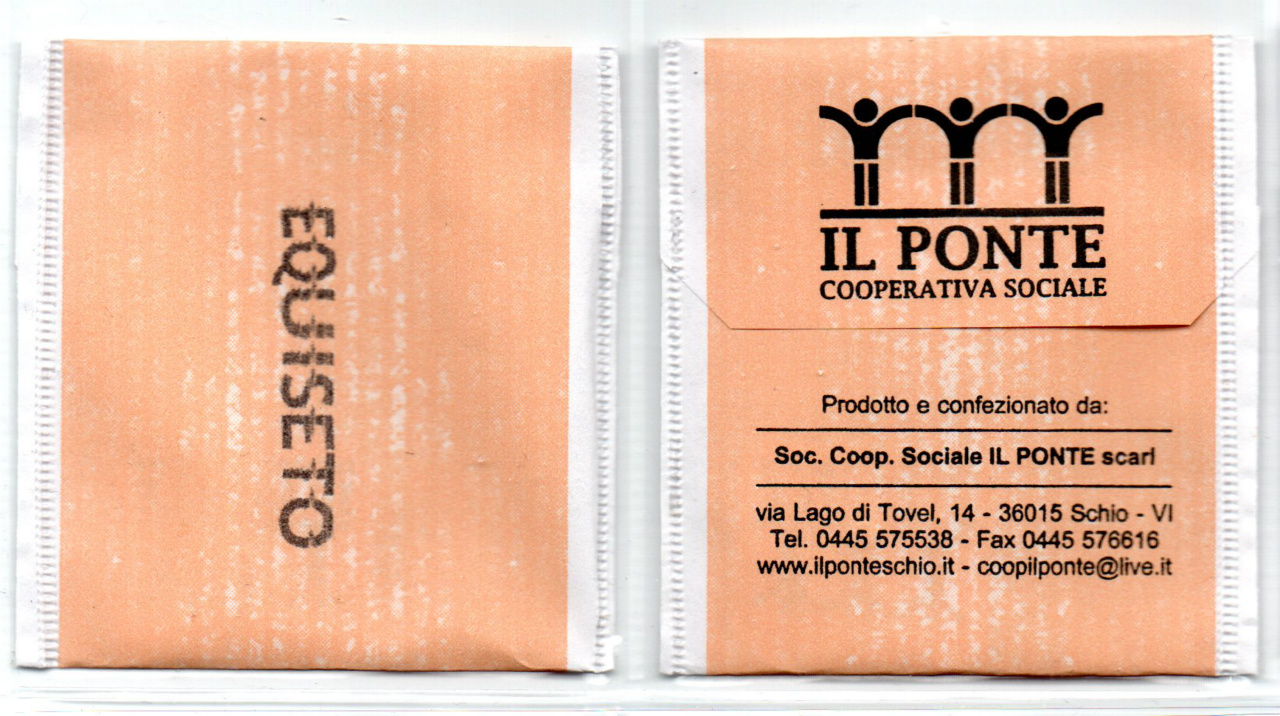 EQUISETO
IL PONTE
COOPERATIVA SOCIALE
Prodotto e confezionato da:
Soc. Coop. Sociale IL PONTE scarl
via Lago di Tovel, 14 - 36015 Schio - VI
Tel. 0445 575538 - Fax 0445 576616
www.ilponteschio.it - coopilponte@live.it